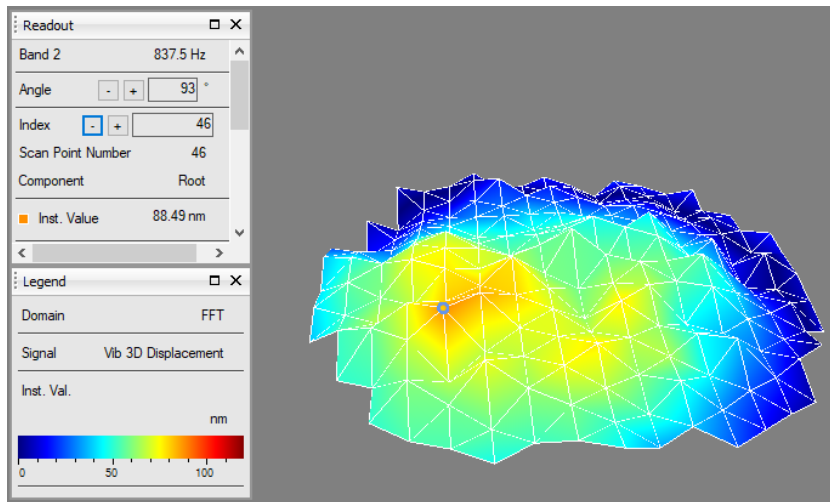 Readout
Band 2 837.5 Hz
Angle - + 93 °
Index - + 46
Scan Point Number 46
Component Root
Inst. Value 88.49 nm
Legend
Domain FFT
Signal Vib 3D Displacement
Inst. Val.
nm
0 50 100